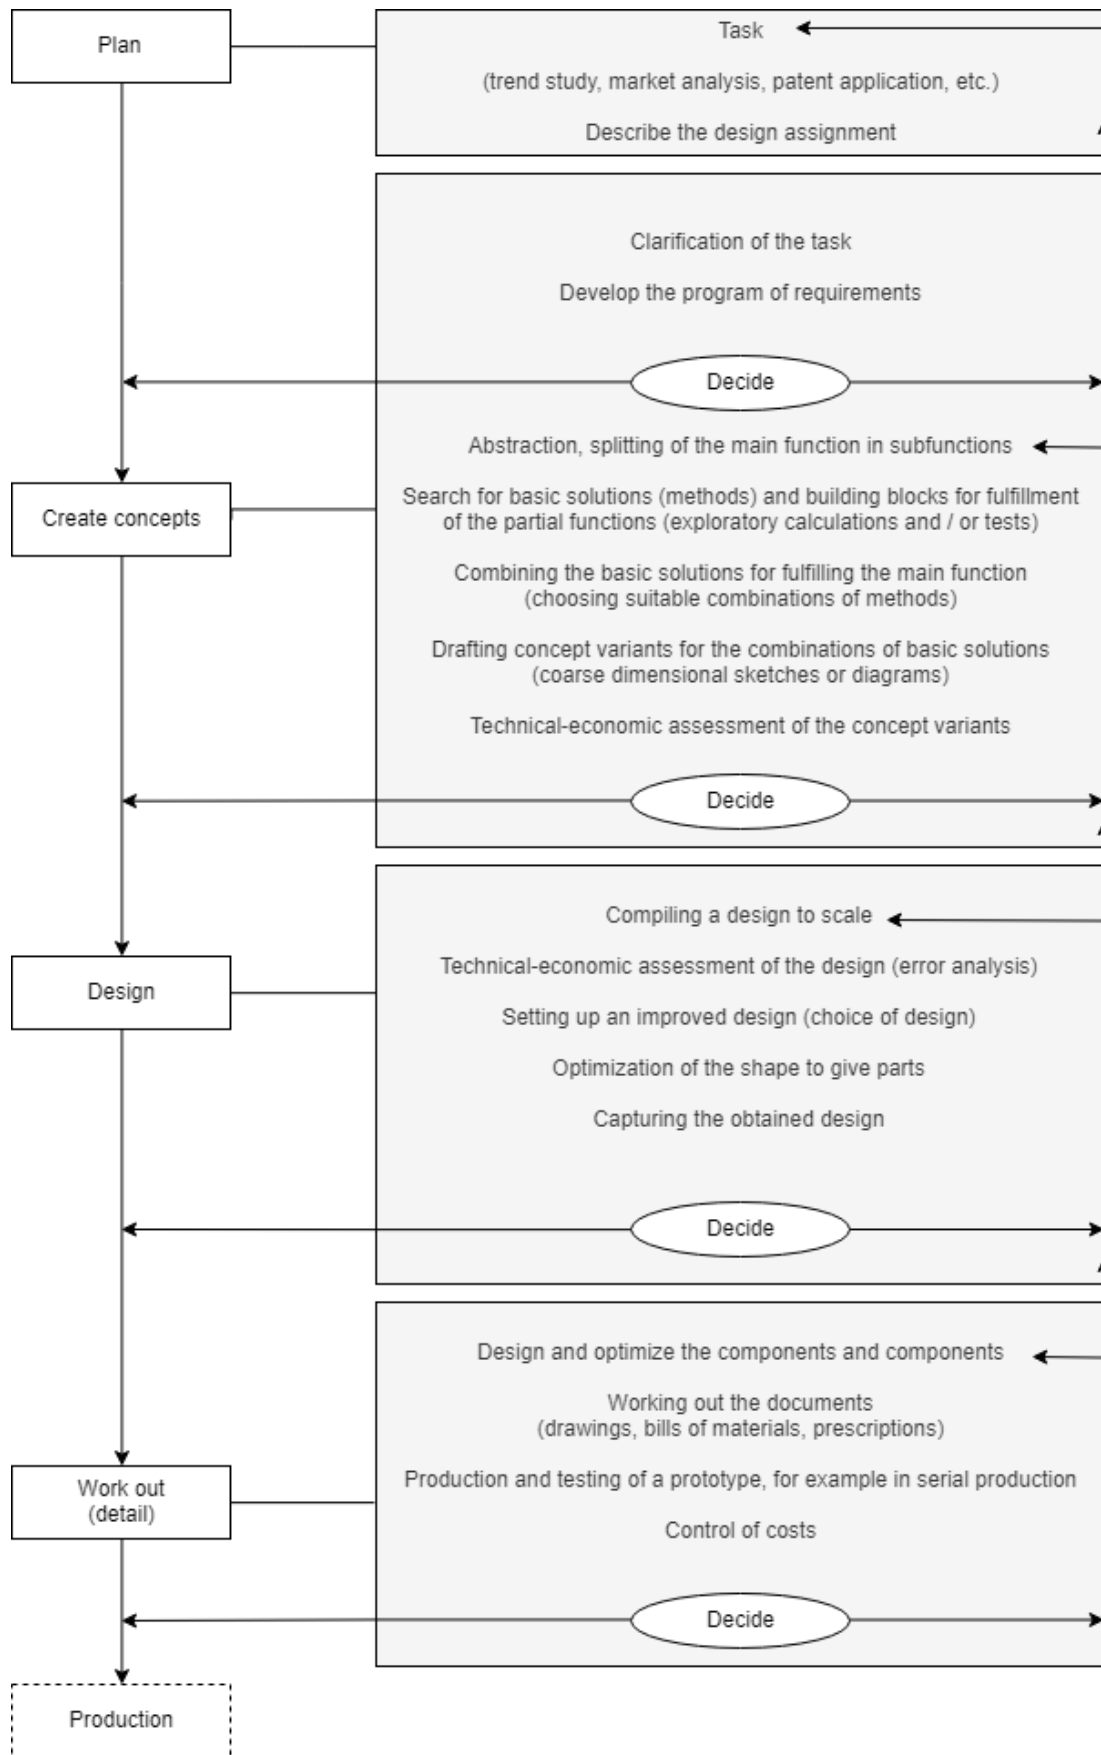 Plan
Task
(trend study, market analysis, patent application, etc.)
Describe the design assignment
Clarification of the task
Develop the program of requirements
Decide
Create concepts
Abstraction, splitting of the main function in subfunctions
Search for basic solutions (methods) and building blocks for fulfillment
of the partial functions (exploratory calculations and / or tests)
Combining the basic solutions for fulfilling the main function
(choosing suitable combinations of methods)
Drafting concept variants for the combinations of basic solutions
(coarse dimensional sketches or diagrams)
Technical-economic assessment of the concept variants
Decide
Design
Compiling a design to scale
Technical-economic assessment of the design (error analysis)
Setting up an improved design (choice of design)
Optimization of the shape to give parts
Capturing the obtained design
Decide
Work out
(detail)
Design and optimize the components and components
Working out the documents
(drawings, bills of materials, prescriptions)
Production and testing of a prototype, for example in serial production
Control of costs
Decide
Production